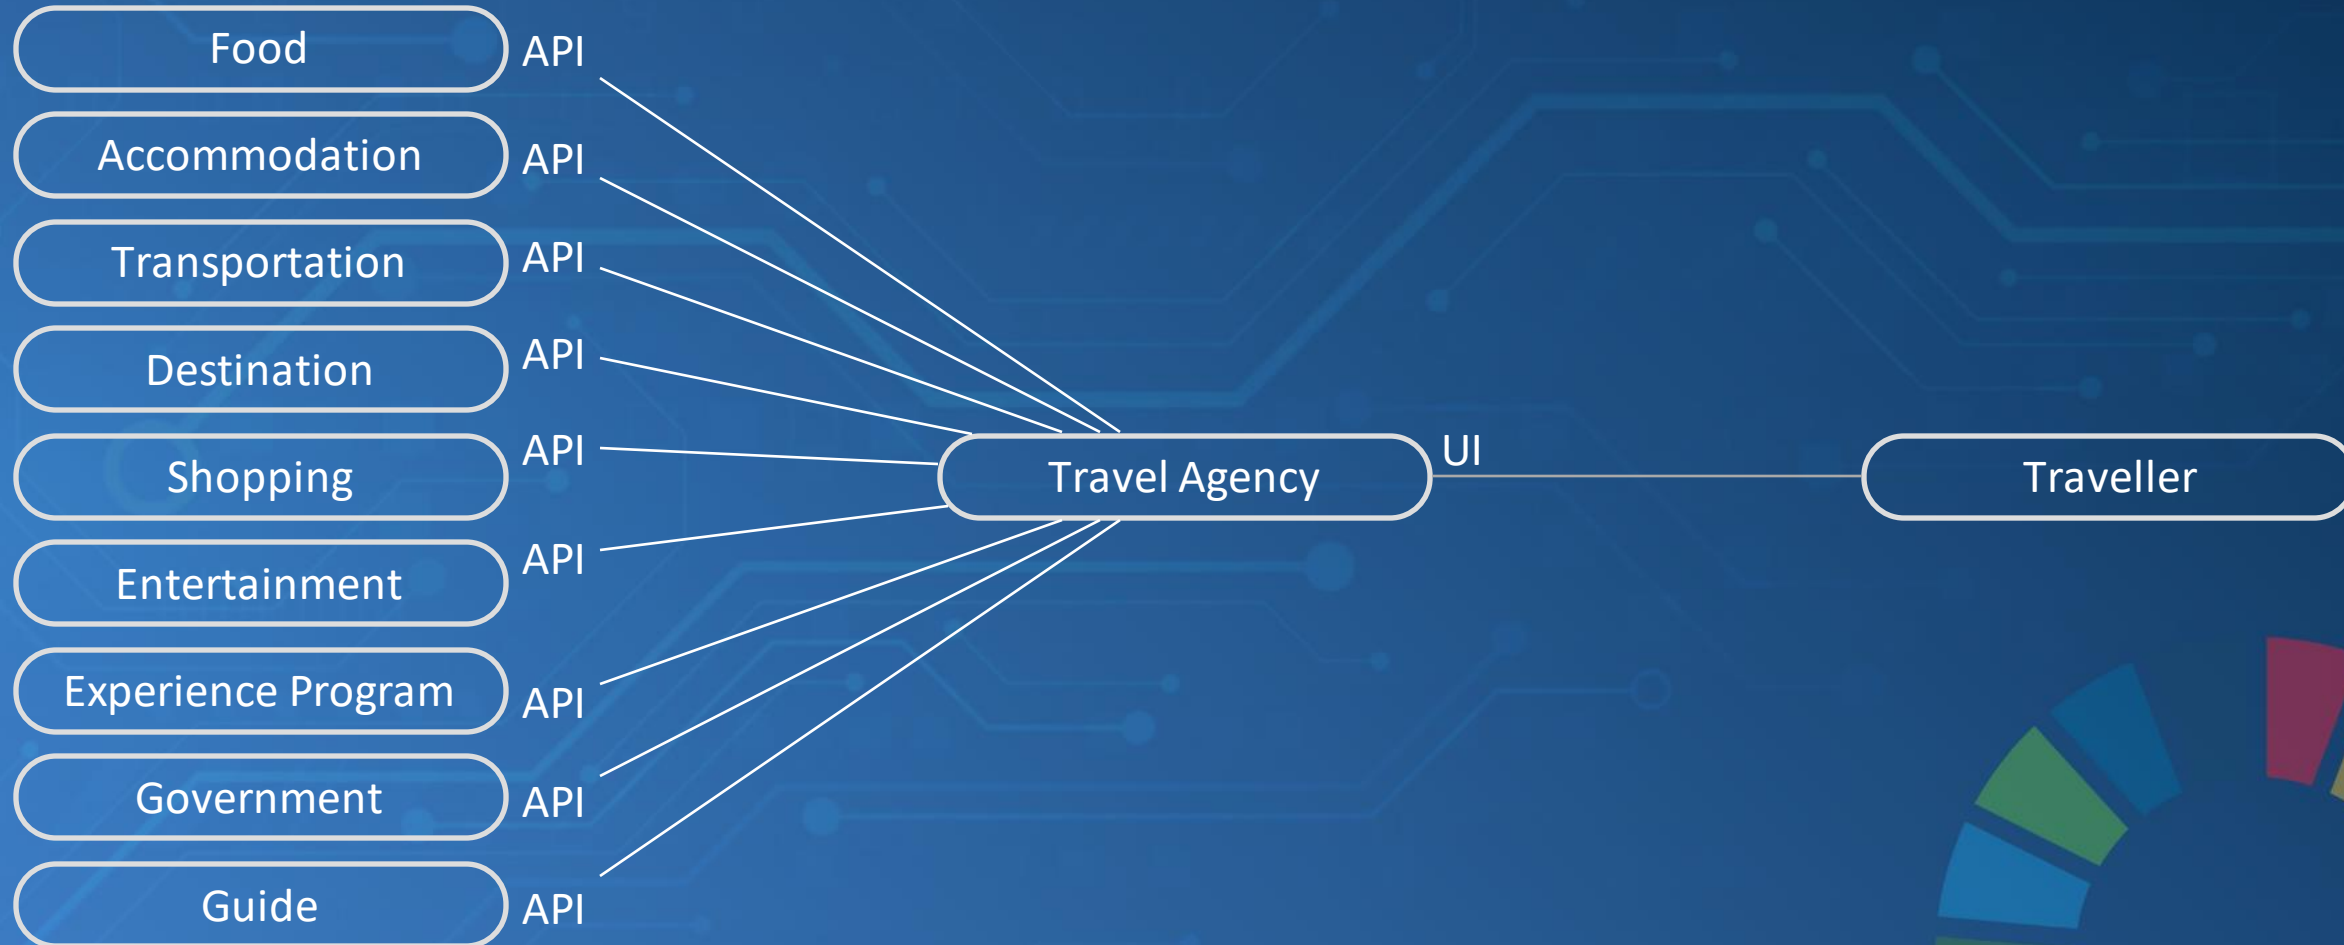 Food
API
Accommodation
API
Transportation
API
Destination
API
Shopping
API
Entertainment
API
Experience Program
API
Government
API
Guide
API
Travel Agency
UI
Traveller